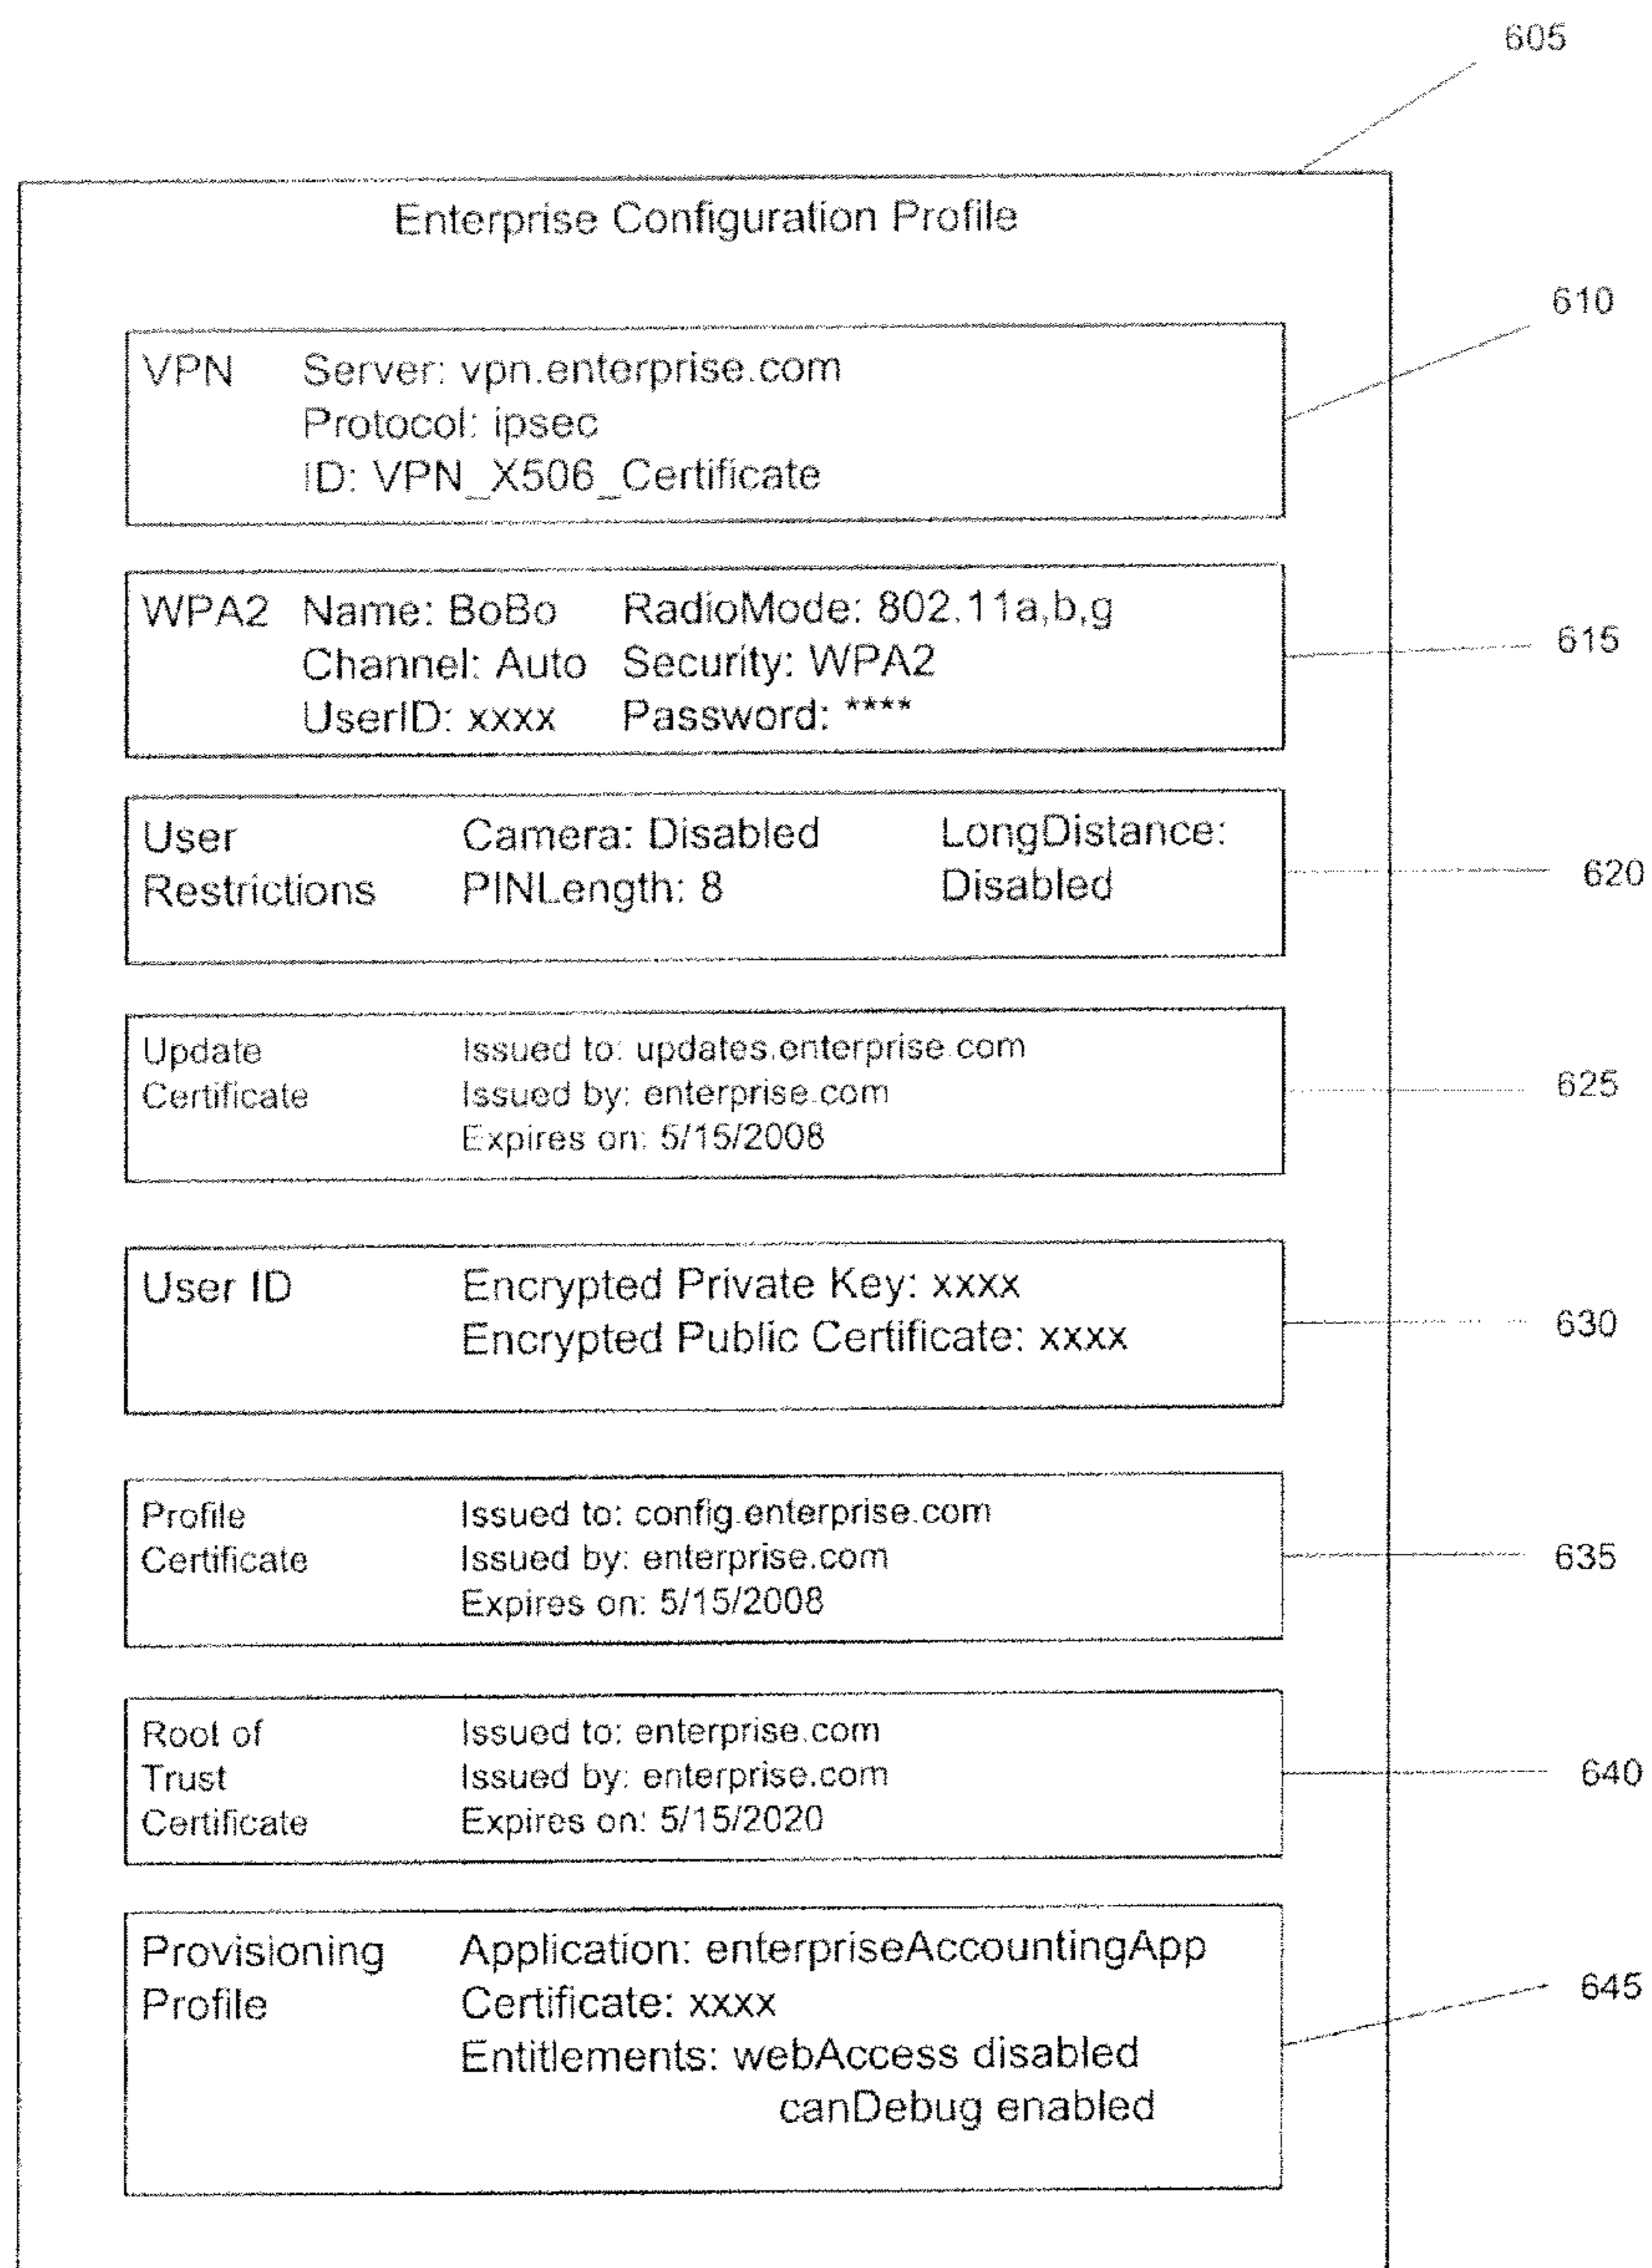 605
Enterprise Configuration Profile
610
VPN Server: vpn.enterprise.com
Protocol: ipsec
ID: VPN_X506_Certificate
WPA2 Name: BoBo RadioMode: 802.11a,b,g
Channel: Auto Security: WPA2
UserID: xxxx Password: ****
615
User Camera: Disabled LongDistance:
Restrictions PINLength: 8 Disabled
620
Update Issued to: updates.enterprise.com
Certificate Issued by: enterprise.com
Expires on: 5/15/2008
625
User ID Encrypted Private Key: xxxx
Encrypted Public Certificate: xxxx
630
Profile Issued to: config.enterprise.com
Certificate Issued by: enterprise.com
Expires on: 5/15/2008
635
Root of Issued to: enterprise.com
Trust Issued by: enterprise.com
Certificate Expires on: 5/15/2020
640
Provisioning Application: enterpriseAccountingApp
Profile Certificate: xxxx
Entitlements: webAccess disabled
canDebug enabled
645